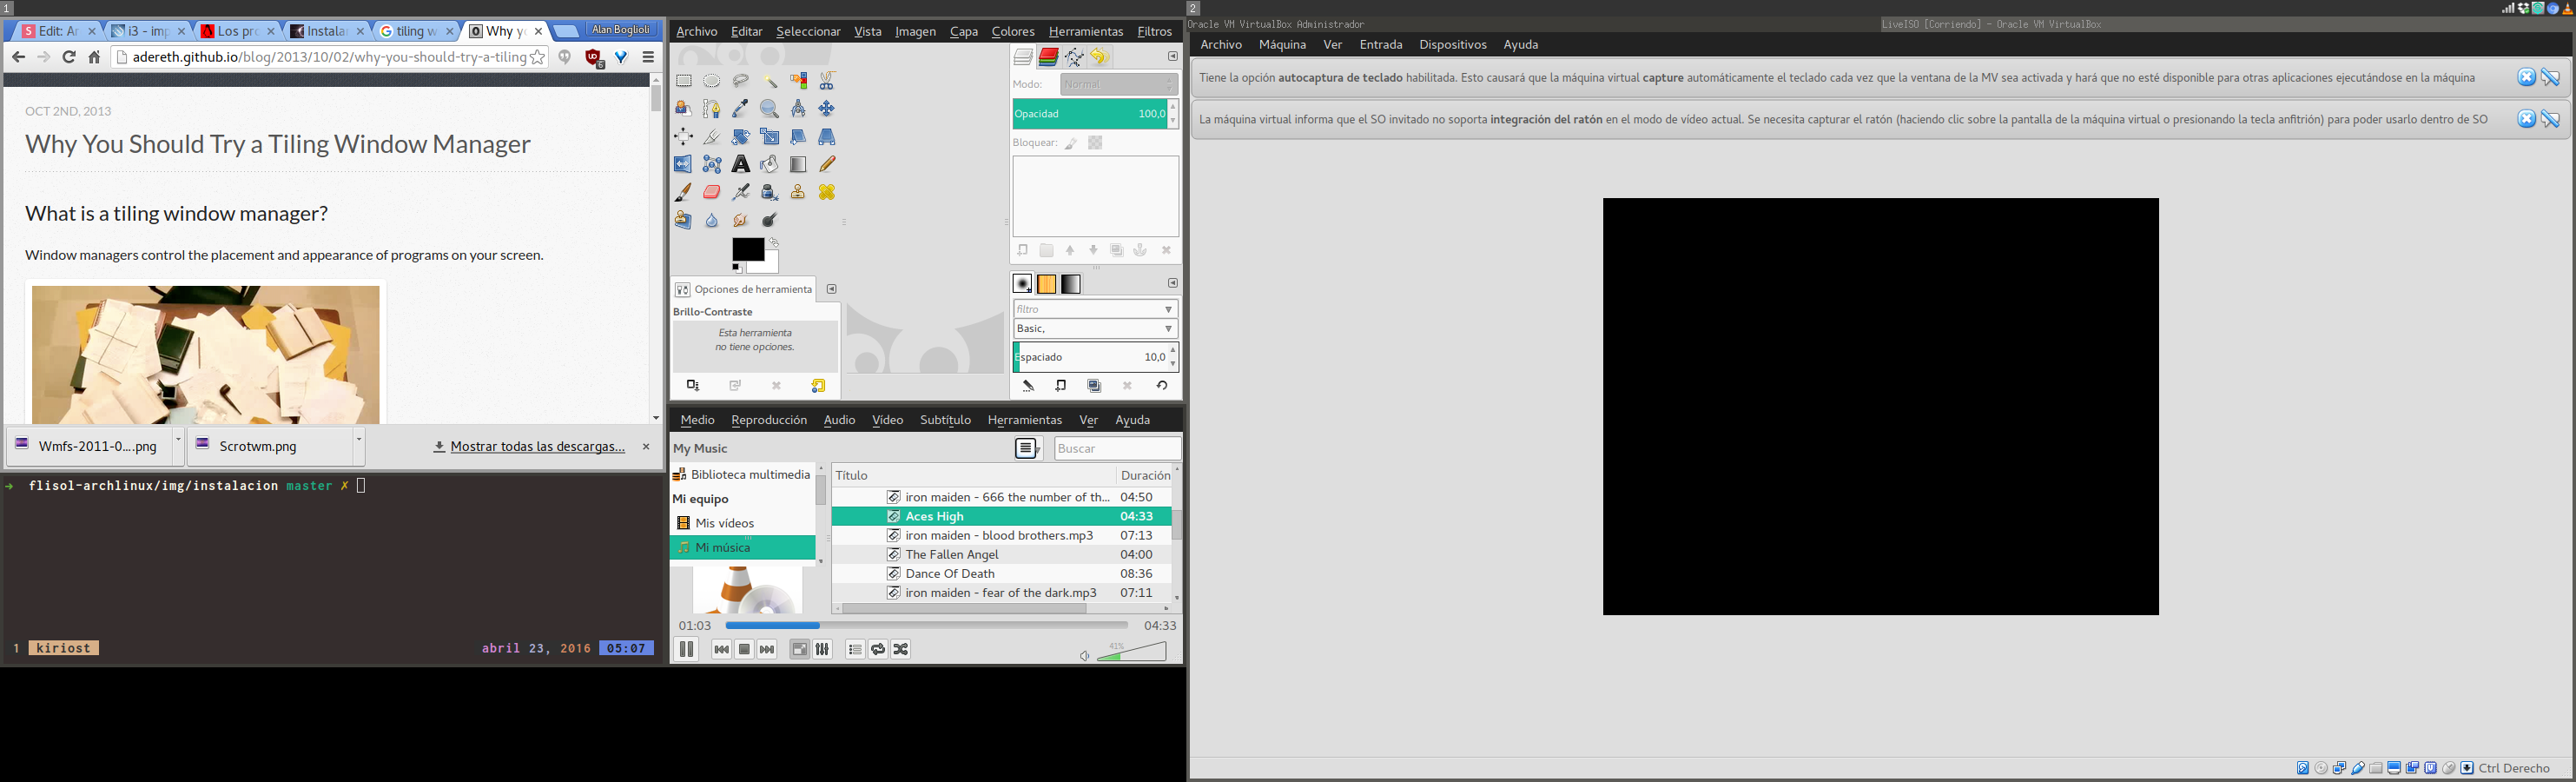 1
Edit: Ar
i3 - imp
Los pro
Instala
tiling w
Why yo
Alan Boglioli
adereth.github.io/blog/2013/10/02/why-you-should-try-a-tiling
6
OCT 2ND, 2013
Why You Should Try a Tiling Window Manager
What is a tiling window manager?
Window managers control the placement and appearance of programs on your screen.
Wmfs-2011-0....png
Scrotwm.png
Mostrar todas las descargas...
➜ flisol-archlinux/img/instalacion master ✗
1 kiriost
abril 23, 2016 05:07
Archivo Editar Seleccionar Vista Imagen Capa Colores Herramientas Filtros
Modo: Normal
Opacidad 100,0
Bloquear:
Opciones de herramienta
Brillo-Contraste
Esta herramienta
no tiene opciones.
filtro
Basic,
Espaciado 10,0
Medio Reproducción Audio Vídeo Subtítulo Herramientas Ver Ayuda
My Music
Buscar
Biblioteca multimedia
Mi equipo
Mis vídeos
Mi música
Título Duración
iron maiden - 666 the number of th... 04:50
Aces High 04:33
iron maiden - blood brothers.mp3 07:13
The Fallen Angel 04:00
Dance Of Death 08:36
iron maiden - fear of the dark.mp3 07:11
01:03 04:33
41%
2
Oracle VM VirtualBox Administrador
LiveISO [Corriendo] - Oracle VM VirtualBox
Archivo Máquina Ver Entrada Dispositivos Ayuda
Tiene la opción autocaptura de teclado habilitada. Esto causará que la máquina virtual capture automáticamente el teclado cada vez que la ventana de la MV sea activada y hará que no esté disponible para otras aplicaciones ejecutándose en la máquina
La máquina virtual informa que el SO invitado no soporta integración del ratón en el modo de vídeo actual. Se necesita capturar el ratón (haciendo clic sobre la pantalla de la máquina virtual o presionando la tecla anfitrión) para poder usarlo dentro de SO
Ctrl Derecho